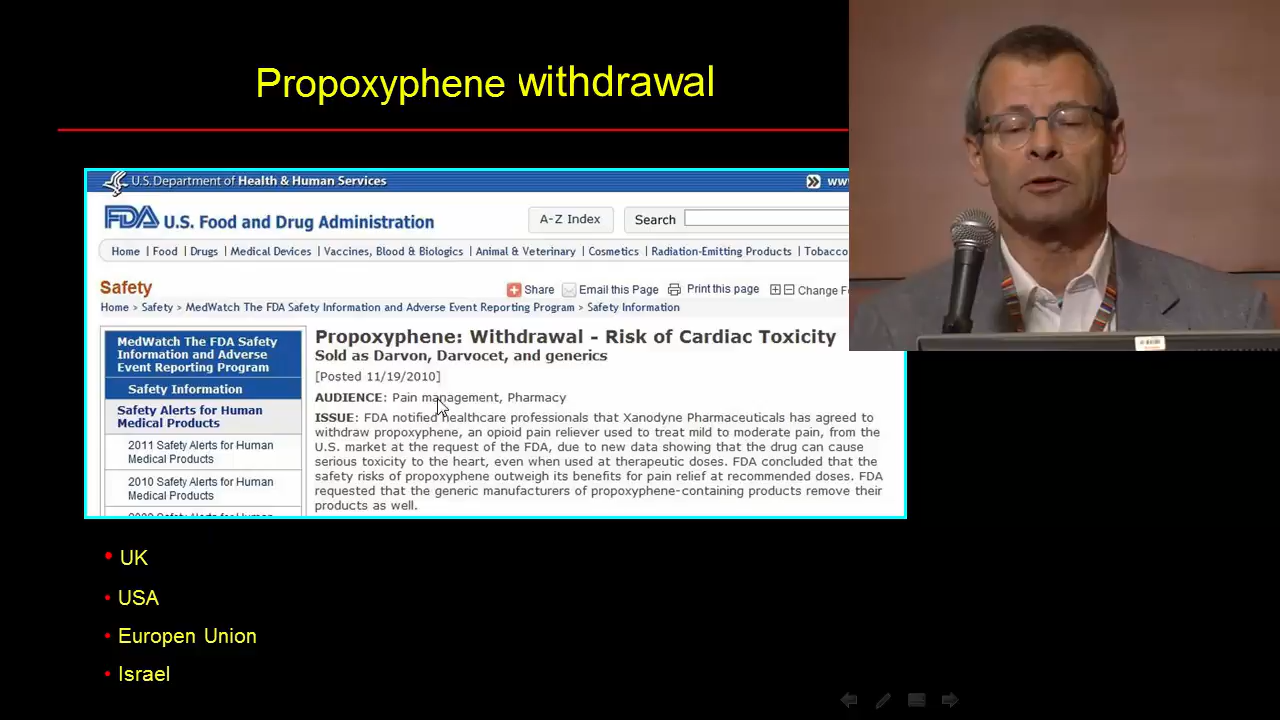 Propoxyphene withdrawal
U.S. Department of Health & Human Services
www
FDA U.S. Food and Drug Administration
A-Z Index
Search
Home | Food | Drugs | Medical Devices | Vaccines, Blood & Biologics | Animal & Veterinary | Cosmetics | Radiation-Emitting Products | Tobacco
Safety
Share Email this Page Print this page Change
Home > Safety > MedWatch The FDA Safety Information and Adverse Event Reporting Program > Safety Information
MedWatch The FDA Safety
Information and Adverse
Event Reporting Program
Safety Information
Safety Alerts for Human
Medical Products
2011 Safety Alerts for Human
Medical Products
2010 Safety Alerts for Human
Medical Products
Propoxyphene: Withdrawal - Risk of Cardiac Toxicity
Sold as Darvon, Darvocet, and generics
[Posted 11/19/2010]
AUDIENCE: Pain management, Pharmacy
ISSUE: FDA notified healthcare professionals that Xanodyne Pharmaceuticals has agreed to
withdraw propoxyphene, an opioid pain reliever used to treat mild to moderate pain, from the
U.S. market at the request of the FDA, due to new data showing that the drug can cause
serious toxicity to the heart, even when used at therapeutic doses. FDA concluded that the
safety risks of propoxyphene outweigh its benefits for pain relief at recommended doses. FDA
requested that the generic manufacturers of propoxyphene-containing products remove their
products as well.
• UK
• USA
• Europen Union
• Israel